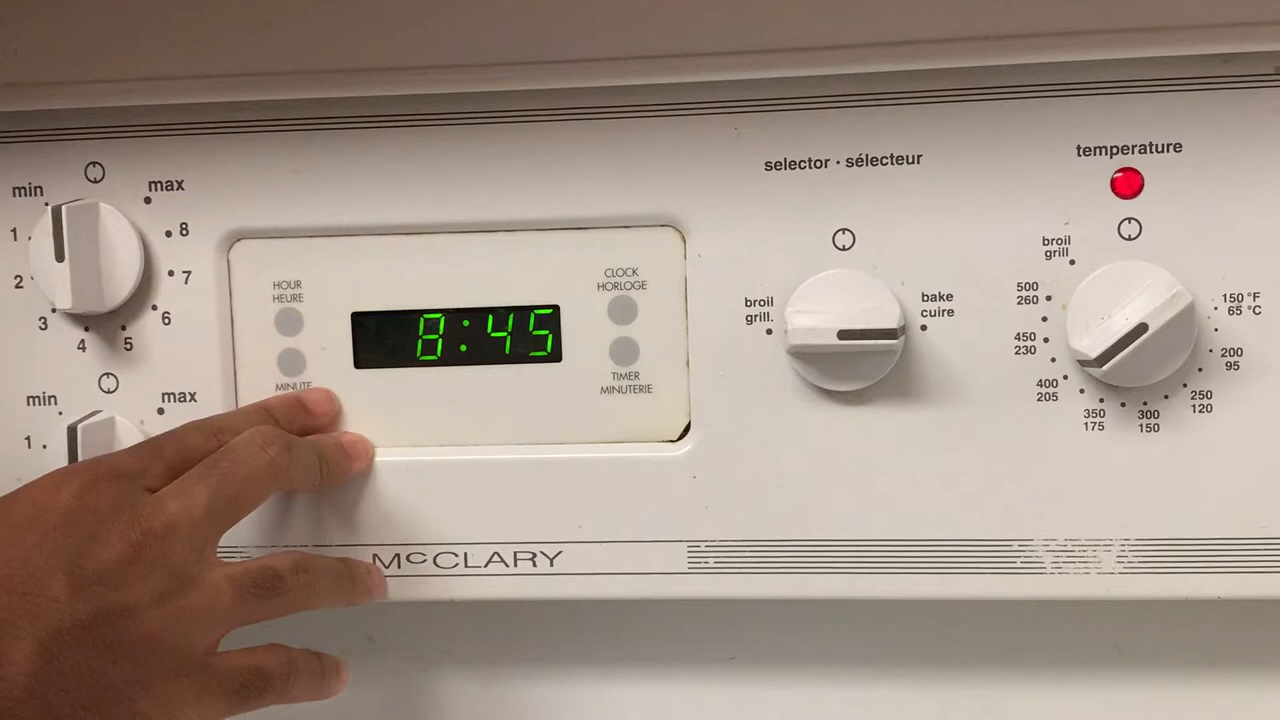 min
max
1
8
2
7
3
6
4
5
min
max
1
HOUR
HEURE
MINUTE
8:45
CLOCK
HORLOGE
TIMER
MINUTERIE
selector · sélecteur
broil
grill.
bake
cuire
temperature
broil
grill
500
260
450
230
400
205
350
175
300
150
250
120
200
95
150 °F
65 °C
McCLARY